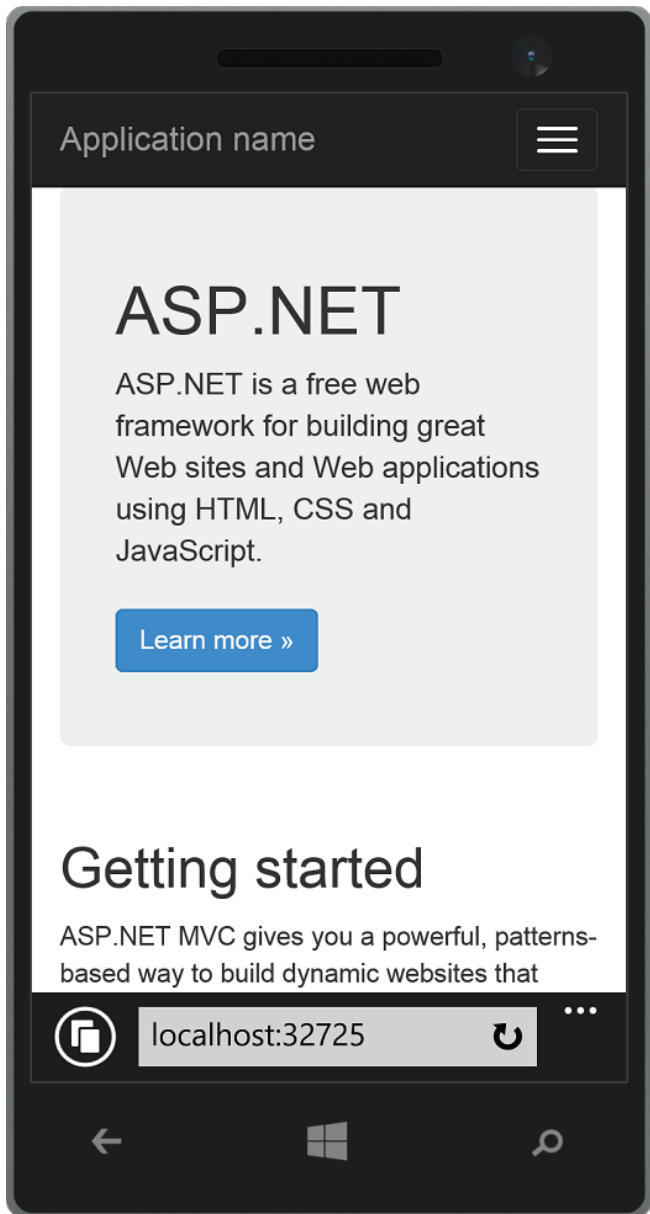 Application name
ASP.NET
ASP.NET is a free web
framework for building great
Web sites and Web applications
using HTML, CSS and
JavaScript.
Learn more »
Getting started
ASP.NET MVC gives you a powerful, patterns-
based way to build dynamic websites that
localhost:32725